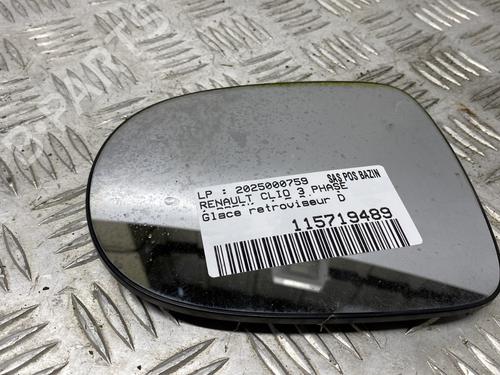 LP : 2025000759 SAS POS BAZIN
RENAULT CLIO 3 PHASE
Glace retroviseur D
115719489